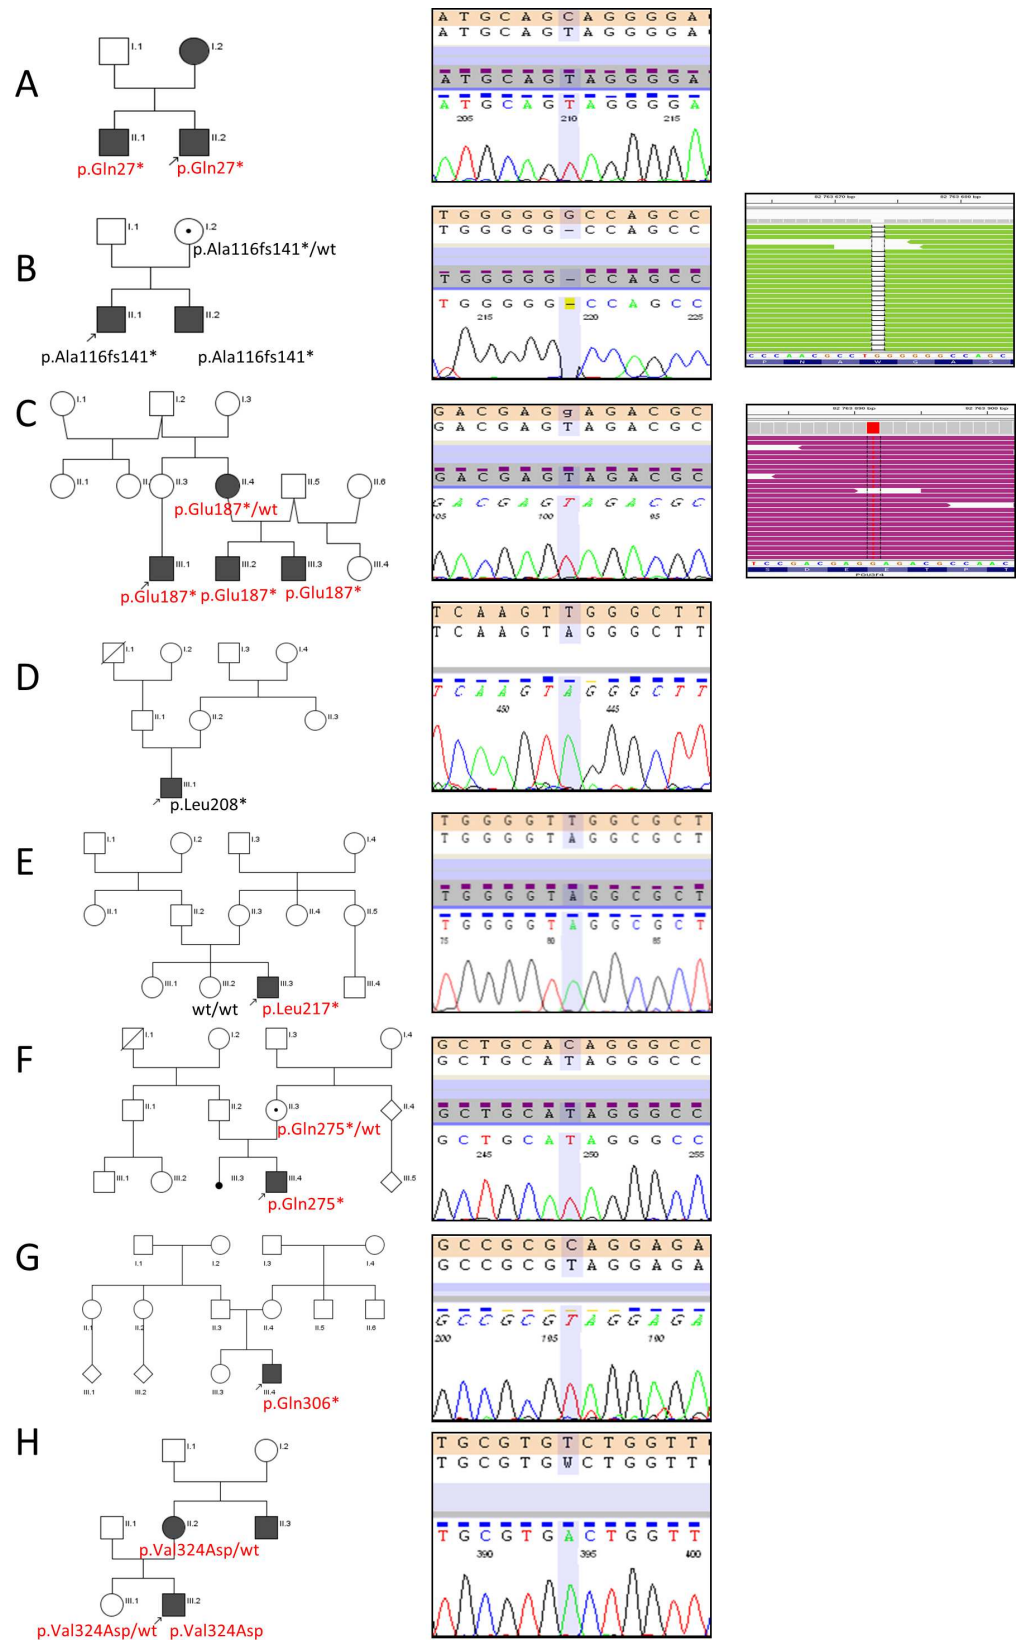 A
I.1
I.2
II.1
II.2
p.Gln27*
p.Gln27*
A T G C A G C A G G G G A
A T G C A G T A G G G G A
A T G C A G T A G G G G A
A T G C A G T A G G G G A
205 210 215
B
I.1
I.2
p.Ala116fs141*/wt
II.1
II.2
p.Ala116fs141*
p.Ala116fs141*
T G G G G G G C C A G C C
T G G G G G - C C A G C C
T G G G G G - C C A G C C
T G G G G G - C C A G C C
215 220 225
C C C A A C G C C T G G G G G G C C A G C
P N A W G A S
C
I.1
I.2
I.3
II.1
II.3
II.4
II.5
II.6
p.Glu187*/wt
III.1
III.2
III.3
III.4
p.Glu187*
p.Glu187*
p.Glu187*
G A C G A G g A G A C G C
G A C G A G T A G A C G C
G A C G A G T A G A C G C
G A C G A G T A G A C G C
105 100 95
T C C G A C G A G G A G A C G C C A A C
S D E E T P T
POU3F4
D
I.1
I.2
I.3
I.4
II.1
II.2
II.3
III.1
p.Leu208*
T C A A G T T G G G C T T
T C A A G T A G G G C T T
T C A A G T A G G G C T T
450 445
E
I.1
I.2
I.3
I.4
II.1
II.2
II.3
II.4
II.5
III.1
III.2
III.3
III.4
wt/wt
p.Leu217*
T G G G G T T G G C G C T
T G G G G T A G G C G C T
T G G G G T A G G C G C T
T G G G G T A G G C G C T
75 80 85
F
I.1
I.2
I.3
I.4
II.1
II.2
II.3
II.4
p.Gln275*/wt
III.1
III.2
III.3
III.4
III.5
p.Gln275*
G C T G C A C A G G G C C
G C T G C A T A G G G C C
G C T G C A T A G G G C C
G C T G C A T A G G G C C
245 250 255
G
I.1
I.2
I.3
I.4
II.1
II.2
II.3
II.4
II.5
II.6
III.1
III.2
III.3
III.4
p.Gln306*
G C C G C G C A G G A G A
G C C G C G T A G G A G A
G C C G C G T A G G A G A
200 195 190
H
I.1
I.2
II.1
II.2
II.3
p.Val324Asp/wt
III.1
III.2
p.Val324Asp/wt
p.Val324Asp
T G C G T G T C T G G T T
T G C G T G W C T G G T T
T G C G T G A C T G G T T
390 395 400